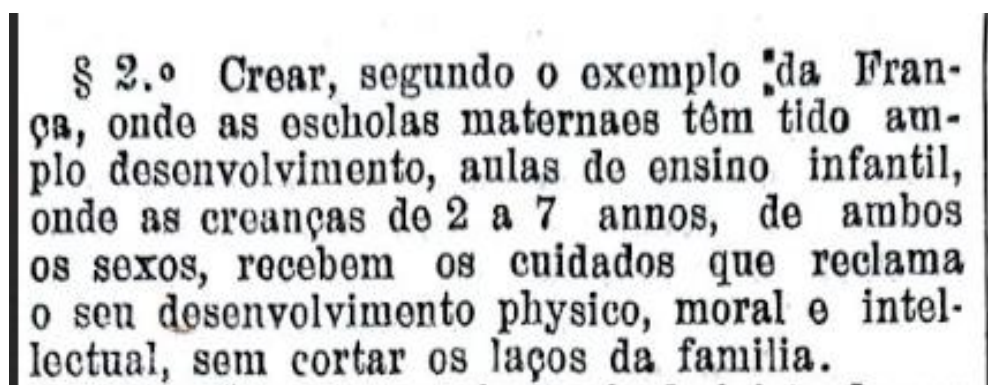 § 2.º Crear, segundo o exemplo da Fran-
ça, onde as escholas maternaes têm tido am-
plo desenvolvimento, aulas de ensino infantil,
onde as creanças de 2 a 7 annos, de ambos
os sexos, recebem os cuidados que reclama
o seu desenvolvimento physico, moral e intel-
lectual, sem cortar os laços da familia.